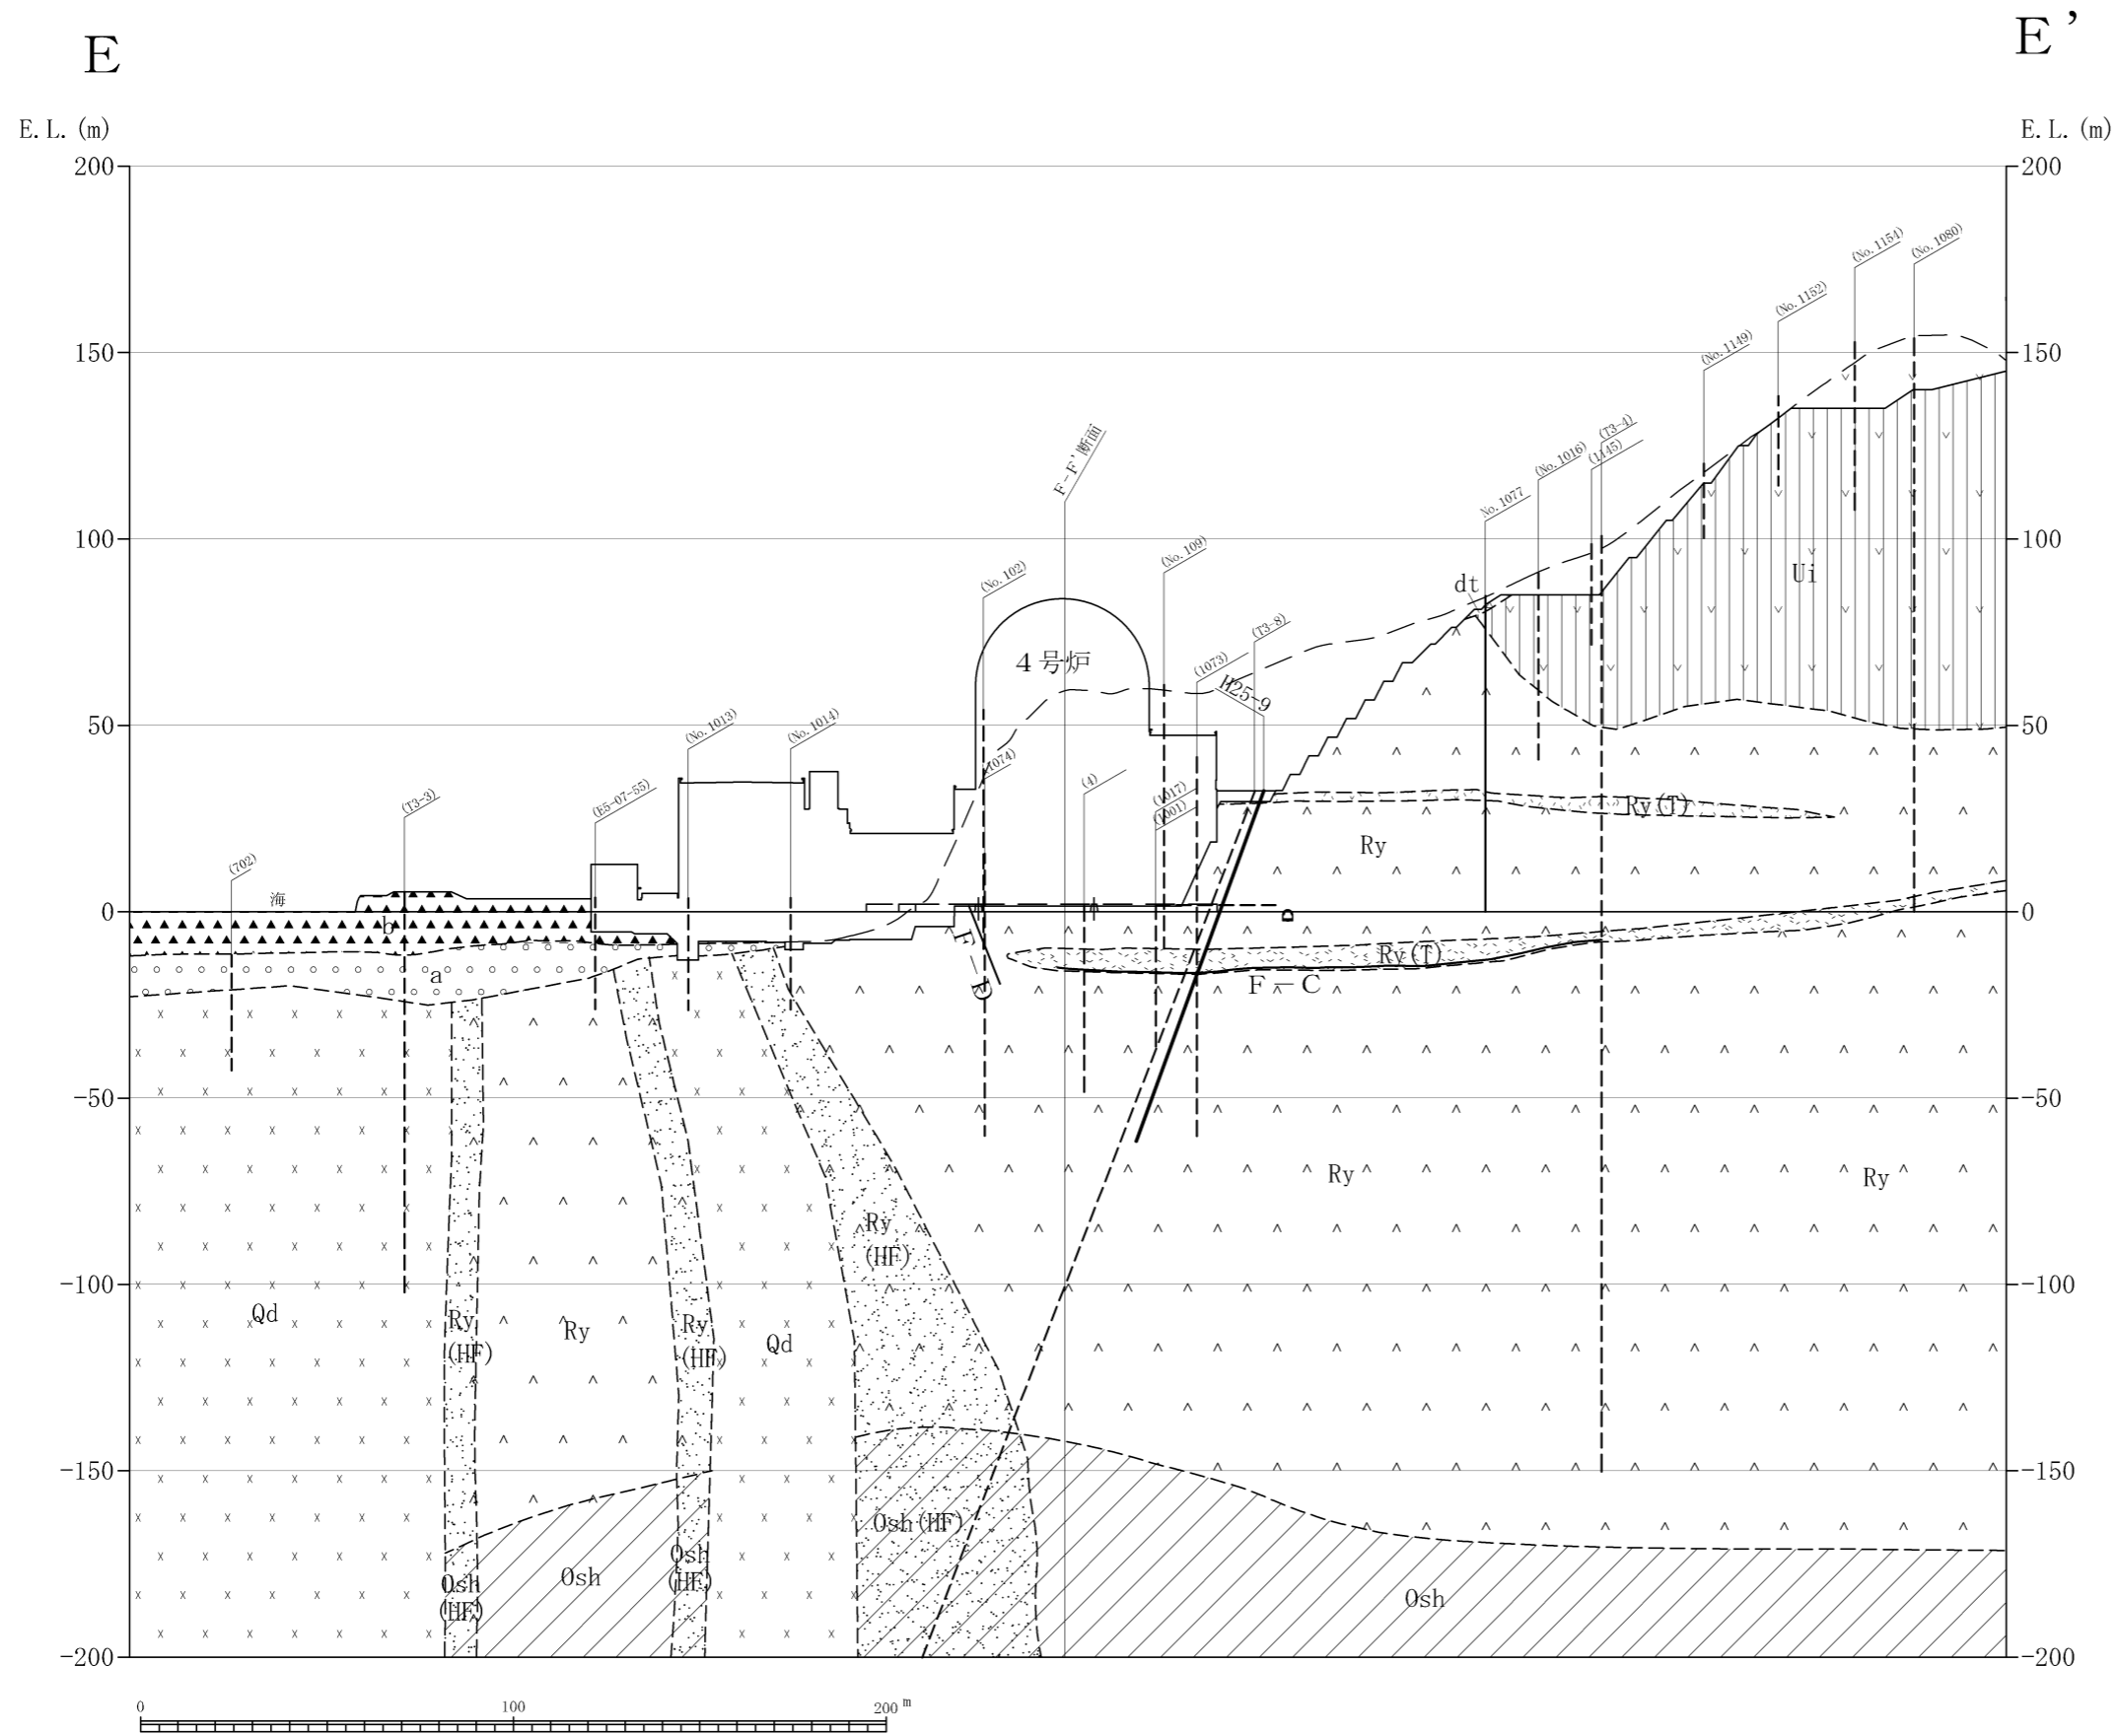 E
E'
E.L.(m)
E.L.(m)
200
200
150
150
100
100
50
50
0
0
-50
-50
-100
-100
-150
-150
-200
-200
(No.1154)
(No.1080)
(No.1152)
(No.1149)
(T3-4)
(1145)
(No.1016)
No.1077
F-F'断面
(No.109)
(No.102)
(T3-8)
(1073)
H25-9
(No.1013)
(No.1014)
(1074)
(4)
(1017)
(1001)
(E5-07-55)
(T3-3)
(702)
4号炉
dt
Ui
海
b
a
Ry(T)
Ry
D
F-D
Ry(T)
F-C
Ry
Ry
Ry
(HF)
Qd
Ry
(HF)
Ry
Ry
(HF)
Qd
Osh(HF)
Osh
(HF)
Osh
Osh
(HF)
Osh
0
100
200 m